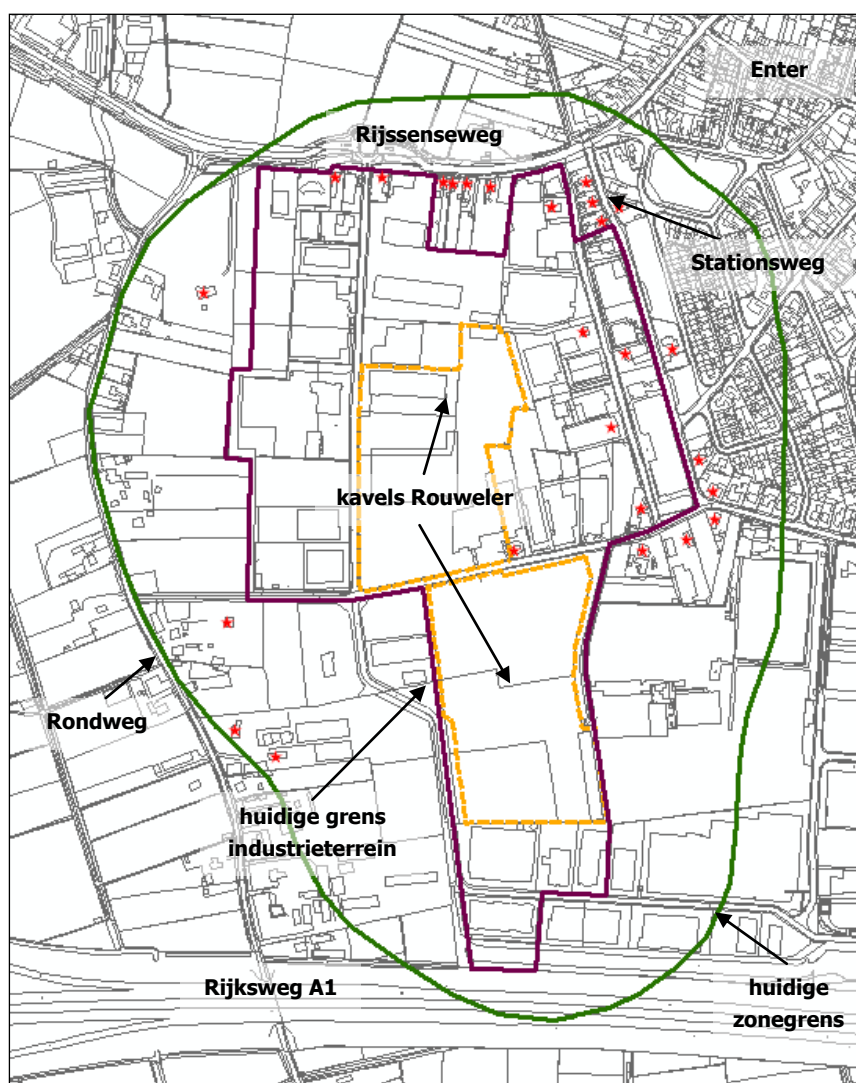 Enter
Rijssenseweg
Stationsweg
kavels Rouweler
Rondweg
huidige grens
industrieterrein
Rijksweg A1
huidige
zonegrens